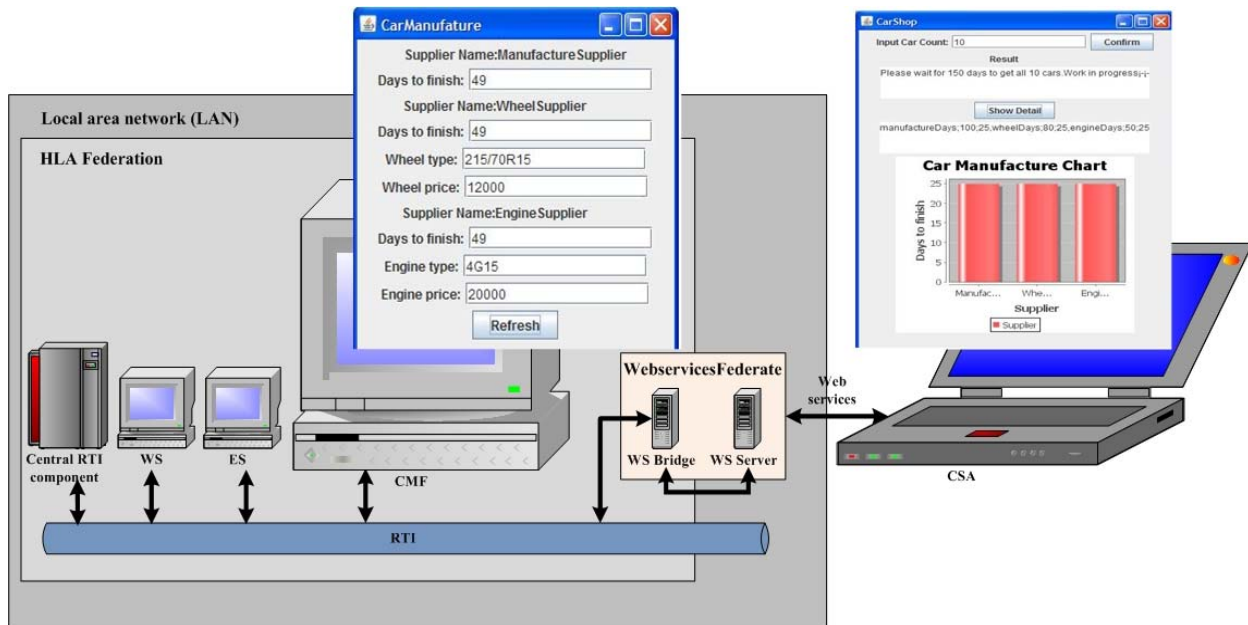 CarManufature
Supplier Name:ManufactureSupplier
Days to finish: 49
Supplier Name:WheelSupplier
Days to finish: 49
Wheel type: 215/70R15
Wheel price: 12000
Supplier Name:EngineSupplier
Days to finish: 49
Engine type: 4G15
Engine price: 20000
Refresh
CarShop
Input Car Count: 10 Confirm
Result
Please wait for 150 days to get all 10 cars.Work in progress¡-¡-
Show Detail
manufactureDays;100;25,wheelDays;80;25,engineDays;50;25
Car Manufacture Chart
Days to finish
25
20
15
10
5
0
Manufac... Whe... Engi...
Supplier
Supplier
Local area network (LAN)
HLA Federation
Central RTI
component
WS
ES
CMF
WebservicesFederate
WS Bridge
WS Server
Web
services
CSA
RTI